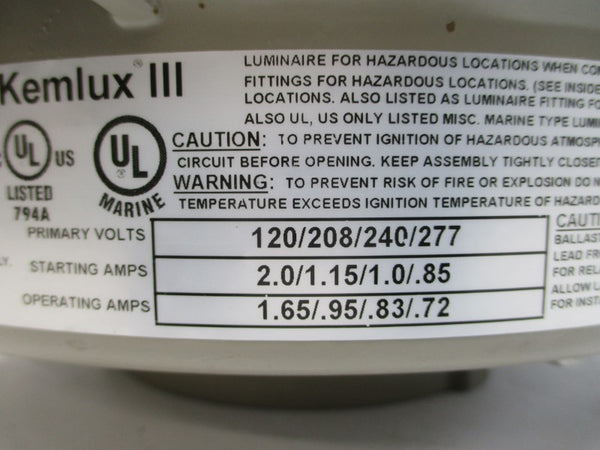 Kemlux® III
LUMINAIRE FOR HAZARDOUS LOCATIONS WHEN
FITTINGS FOR HAZARDOUS LOCATIONS. (SEE INSIDE
LOCATIONS. ALSO LISTED AS LUMINAIRE FITTING
ALSO UL, US ONLY LISTED MISC. MARINE TYPE
UL US
LISTED
794A
UL
MARINE
CAUTION: TO PREVENT IGNITION OF HAZARDOUS
CIRCUIT BEFORE OPENING. KEEP ASSEMBLY TIGHTLY CLOSED
WARNING: TO PREVENT RISK OF FIRE OR EXPLOSION DO
TEMPERATURE EXCEEDS IGNITION TEMPERATURE OF
PRIMARY VOLTS 120/208/240/277
STARTING AMPS 2.0/1.15/1.0/.85
OPERATING AMPS 1.65/.95/.83/.72
BALLAST
LEAD
FOR
ALLOW
FOR